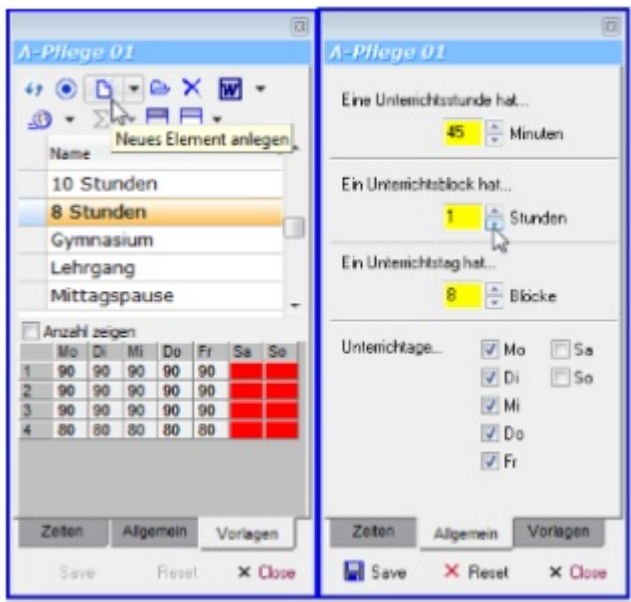 Λ-Pflege 01
Neues Element anlegen
Name
10 Stunden
8 Stunden
Gymnasium
Lehrgang
Mittagspause
Anzahl zeigen
Mo Di Mi Do Fr Sa So
1 90 90 90 90 90
2 90 90 90 90 90
3 90 90 90 90 90
4 80 80 80 80 80
Zeiten Allgemein Vorlagen
Save Reset Close
Λ-Pflege 01
Eine Unterrichtsstunde hat...
45 Minuten
Ein Unterrichtsblock hat...
1 Stunden
Ein Unterrichtstag hat...
8 Blöcke
Unterrichtage... Mo Sa
Di So
Mi
Do
Fr
Zeiten Allgemein Vorlagen
Save Reset Close